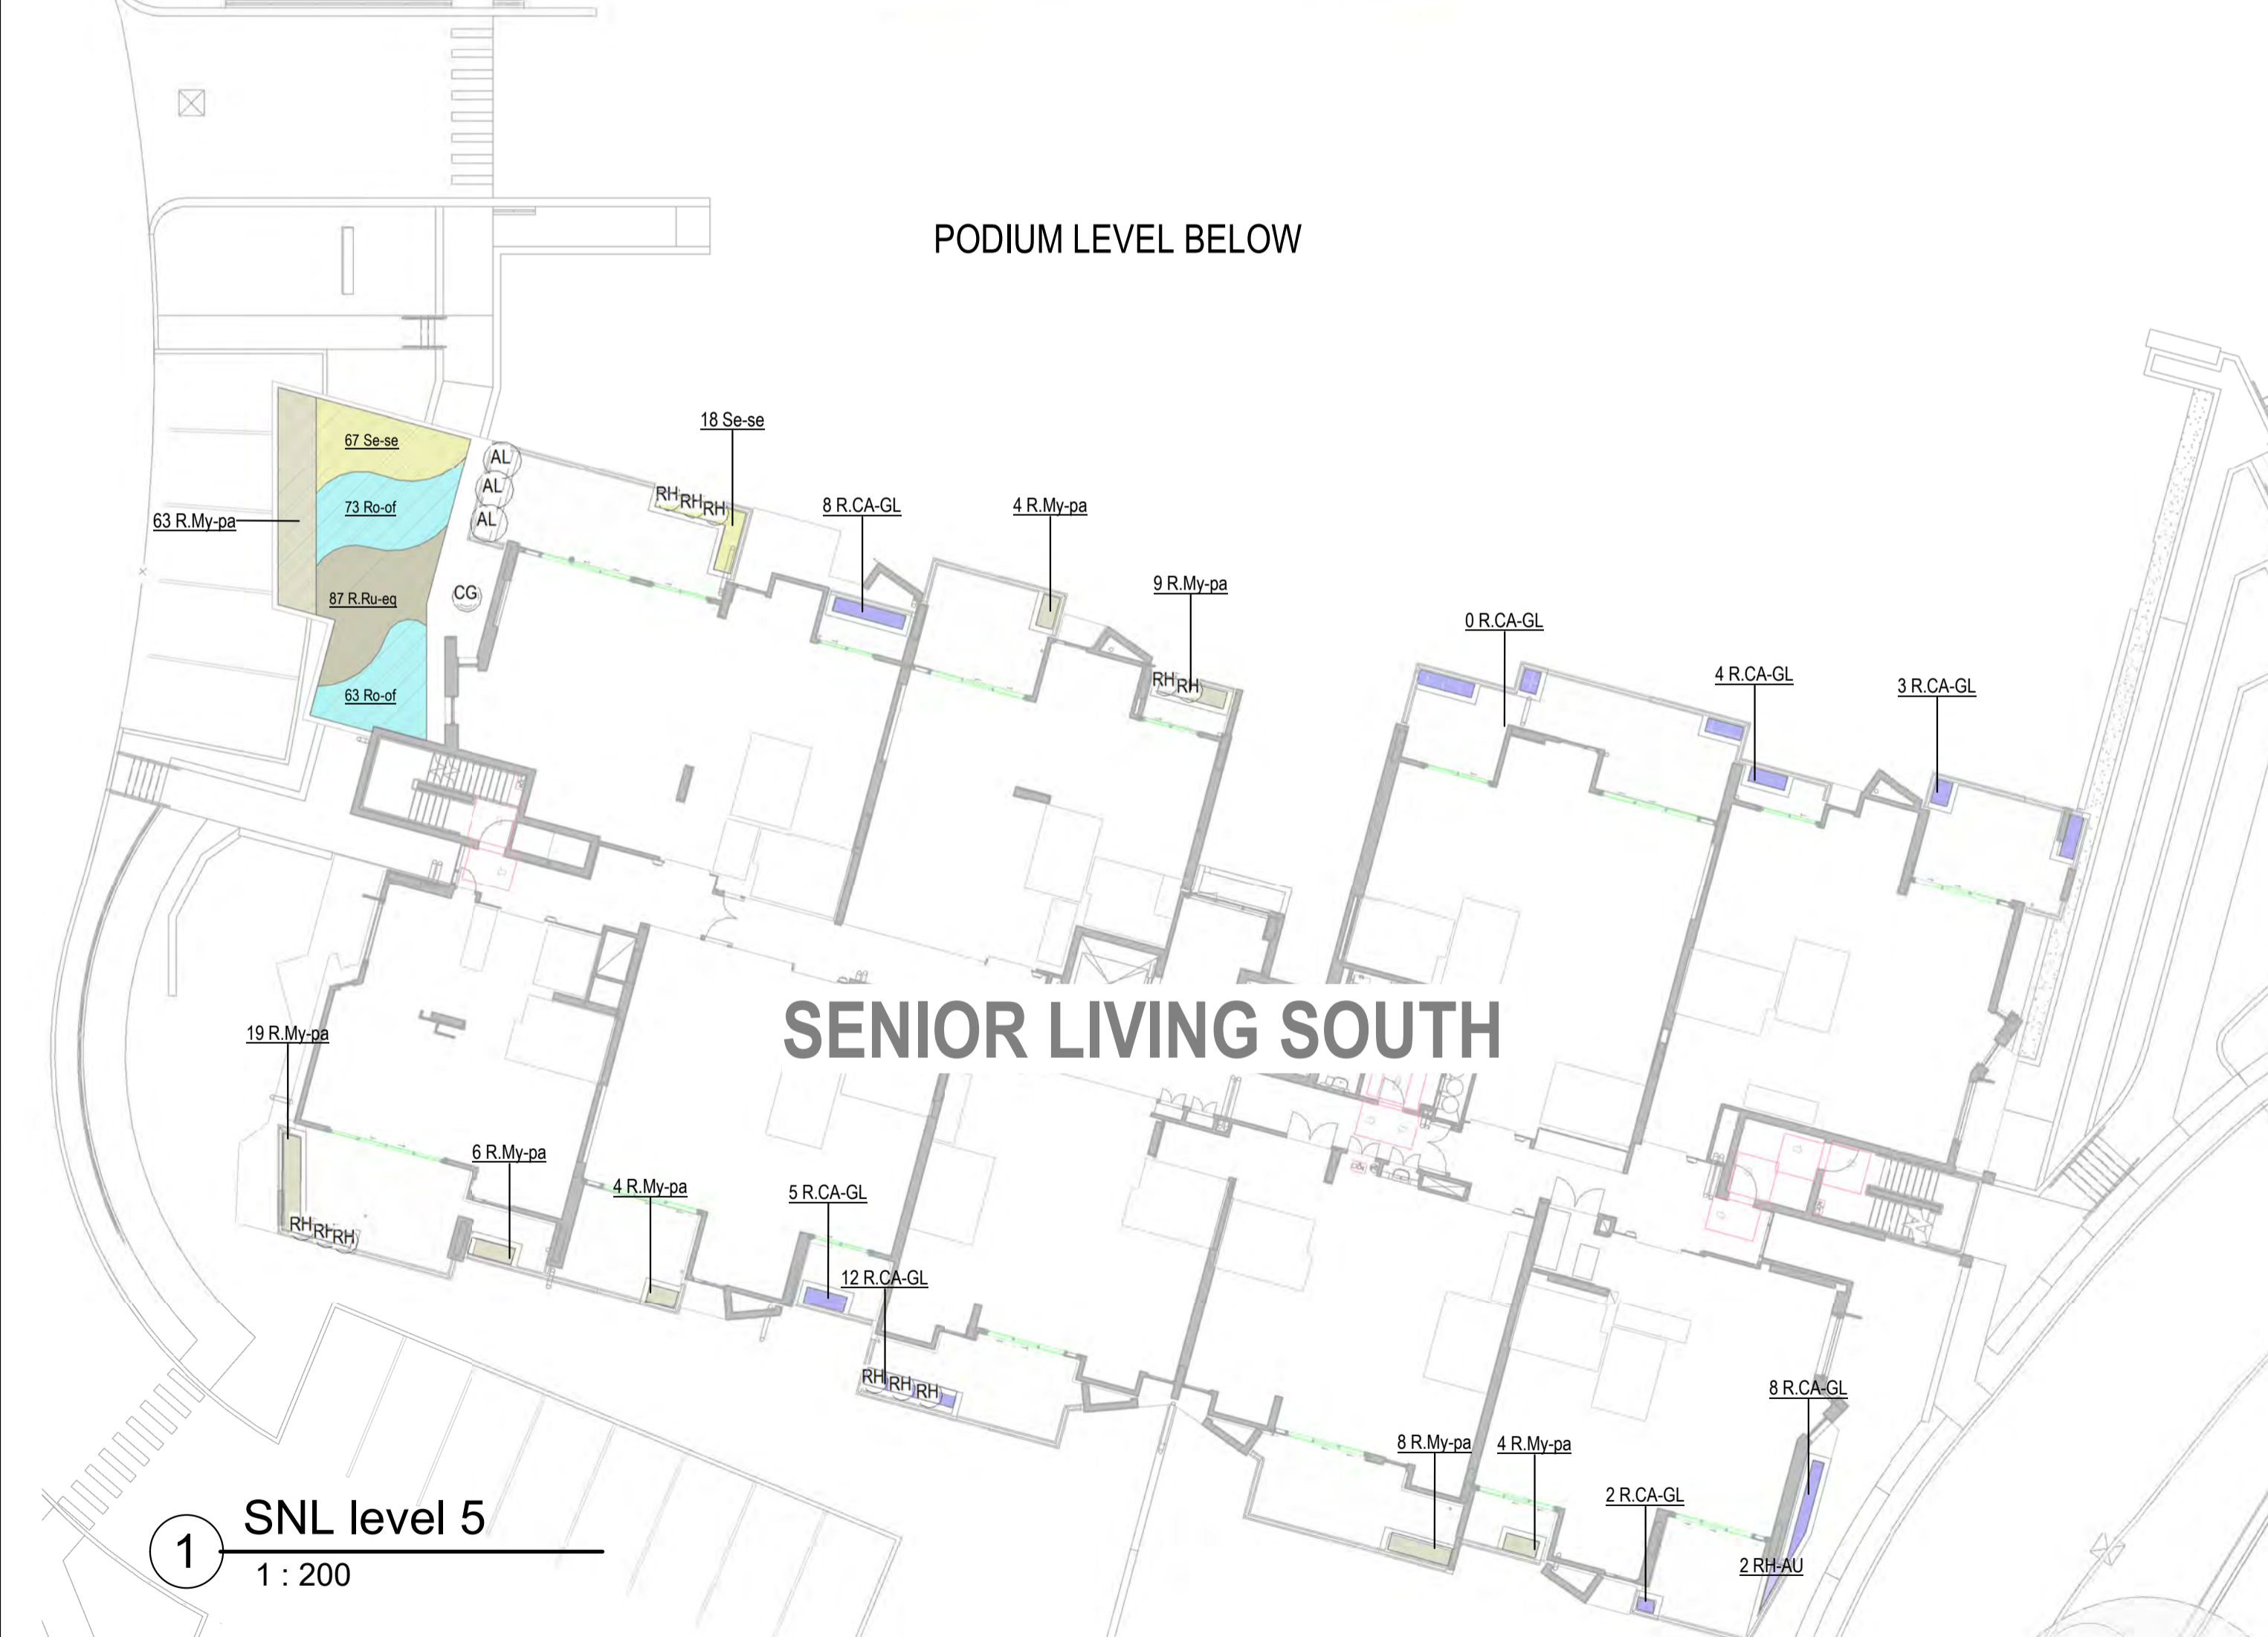 PODIUM LEVEL BELOW
18 Se-se
67 Se-se
AL
AL
AL
RH
RH
RH
8 R.CA-GL
4 R.My-pa
73 Ro-of
63 R.My-pa
9 R.My-pa
87 R.Ru-eq
CG
0 R.CA-GL
RH
RH
4 R.CA-GL
3 R.CA-GL
63 Ro-of
SENIOR LIVING SOUTH
19 R.My-pa
6 R.My-pa
4 R.My-pa
5 R.CA-GL
RH
RH
RH
12 R.CA-GL
RH
RH
RH
8 R.CA-GL
8 R.My-pa
4 R.My-pa
2 R.CA-GL
2 RH-AU
1
SNL level 5
1 : 200